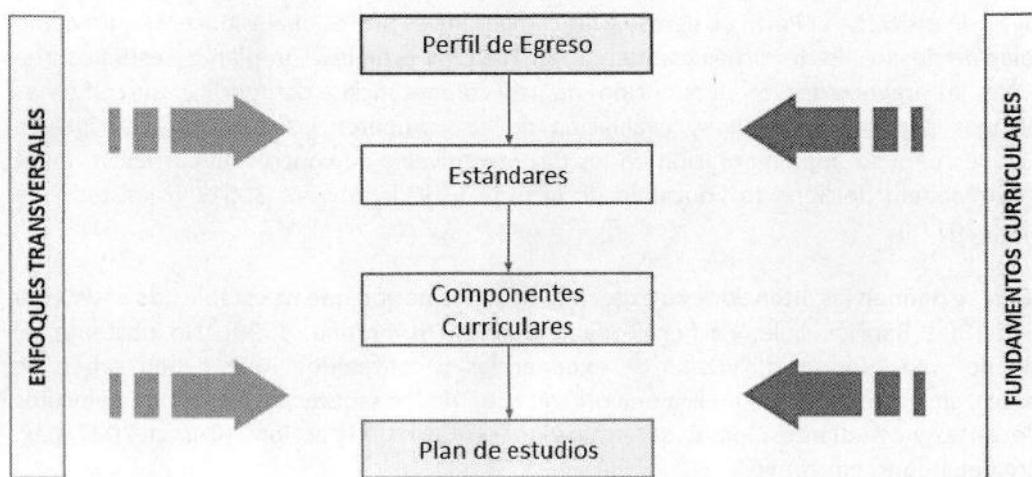 ENFOQUES TRANSVERSALES
Perfil de Egreso
Estándares
Componentes
Curriculares
Plan de estudios
FUNDAMENTOS CURRICULARES